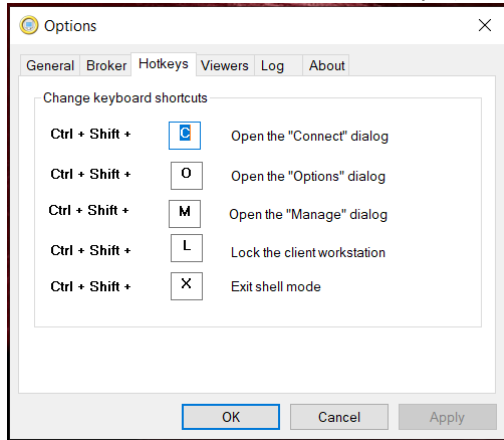 Options
General Broker Hotkeys Viewers Log About
Change keyboard shortcuts
Ctrl + Shift + C Open the "Connect" dialog
Ctrl + Shift + O Open the "Options" dialog
Ctrl + Shift + M Open the "Manage" dialog
Ctrl + Shift + L Lock the client workstation
Ctrl + Shift + X Exit shell mode
OK Cancel Apply